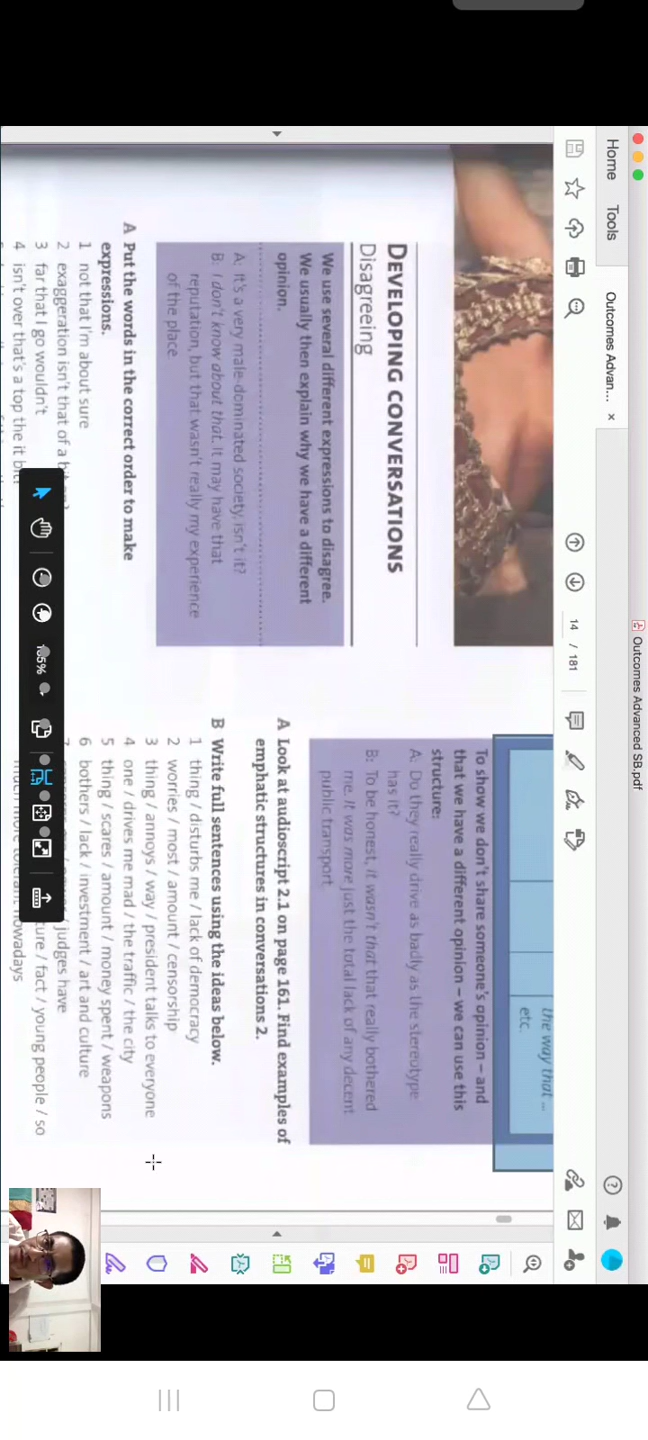 Outcomes Advanced SB.pdf
Home Tools Outcomes Advan... ×
14 / 181
DEVELOPING CONVERSATIONS
Disagreeing
We use several different expressions to disagree.
We usually then explain why we have a different
opinion.
A: It's a very male-dominated society, isn't it?
B: I don't know about that. It may have that
reputation, but that wasn't really my experience
of the place.
A Put the words in the correct order to make
expressions.
1 not that I'm about sure
2 exaggeration isn't that of a
3 far that I go wouldn't
4 isn't over that's a top the it bit
the way that ...
etc.
To show we don't share someone's opinion – and
that we have a different opinion – we can use this
structure:
A: Do they really drive as badly as the stereotype
has it?
B: To be honest, it wasn't that that really bothered
me. It was more just the total lack of any decent
public transport.
A Look at audioscript 2.1 on page 161. Find examples of
emphatic structures in conversations 2.
B Write full sentences using the ideas below.
1 thing / disturbs me / lack of democracy
2 worries / most / amount / censorship
3 thing / annoys / way / president talks to everyone
4 one / drives me mad / the traffic / the city
5 thing / scares / amount / money spent / weapons
6 bothers / lack / investment / art and culture
judges have
/ fact / young people / so
nowadays